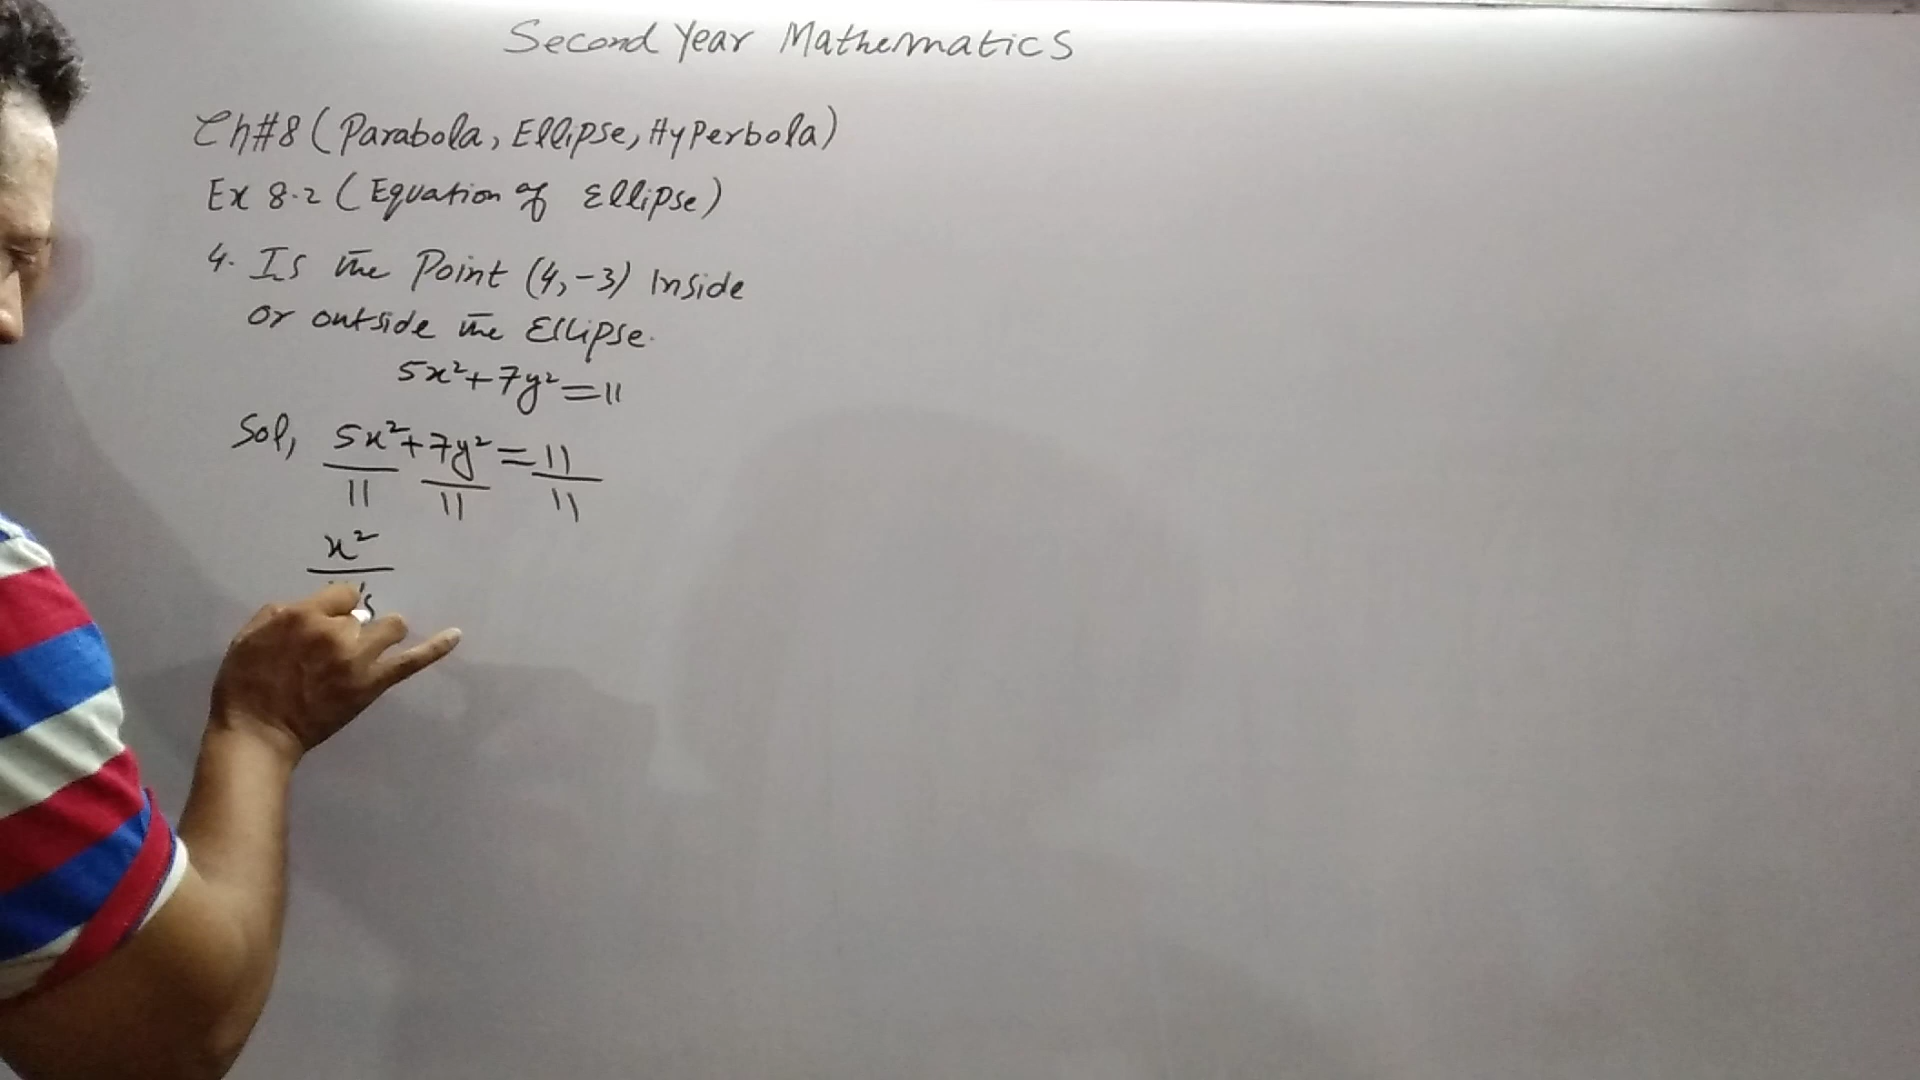 Second Year Mathematics
Ch#8 (Parabola, Ellipse, Hyperbola)
Ex 8.2 (Equation of Ellipse)
4. Is the Point (4,-3) Inside
or outside the Ellipse.
5x²+7y²=11
Sol, 5x²/11 + 7y²/11 = 11/11
x²